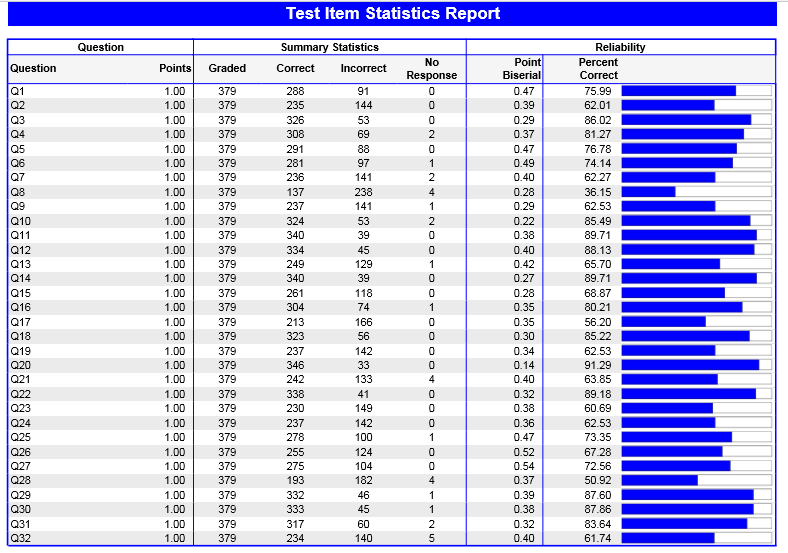 Test Item Statistics Report
Question Summary Statistics Reliability
Question Points Graded Correct Incorrect No Response Point Biserial Percent Correct
Q1 1.00 379 288 91 0 0.47 75.99
Q2 1.00 379 235 144 0 0.39 62.01
Q3 1.00 379 326 53 0 0.29 86.02
Q4 1.00 379 308 69 2 0.37 81.27
Q5 1.00 379 291 88 0 0.47 76.78
Q6 1.00 379 281 97 1 0.49 74.14
Q7 1.00 379 236 141 2 0.40 62.27
Q8 1.00 379 137 238 4 0.28 36.15
Q9 1.00 379 237 141 1 0.29 62.53
Q10 1.00 379 324 53 2 0.22 85.49
Q11 1.00 379 340 39 0 0.38 89.71
Q12 1.00 379 334 45 0 0.40 88.13
Q13 1.00 379 249 129 1 0.42 65.70
Q14 1.00 379 340 39 0 0.27 89.71
Q15 1.00 379 261 118 0 0.28 68.87
Q16 1.00 379 304 74 1 0.35 80.21
Q17 1.00 379 213 166 0 0.35 56.20
Q18 1.00 379 323 56 0 0.30 85.22
Q19 1.00 379 237 142 0 0.34 62.53
Q20 1.00 379 346 33 0 0.14 91.29
Q21 1.00 379 242 133 4 0.40 63.85
Q22 1.00 379 338 41 0 0.32 89.18
Q23 1.00 379 230 149 0 0.38 60.69
Q24 1.00 379 237 142 0 0.36 62.53
Q25 1.00 379 278 100 1 0.47 73.35
Q26 1.00 379 255 124 0 0.52 67.28
Q27 1.00 379 275 104 0 0.54 72.56
Q28 1.00 379 193 182 4 0.37 50.92
Q29 1.00 379 332 46 1 0.39 87.60
Q30 1.00 379 333 45 1 0.38 87.86
Q31 1.00 379 317 60 2 0.32 83.64
Q32 1.00 379 234 140 5 0.40 61.74